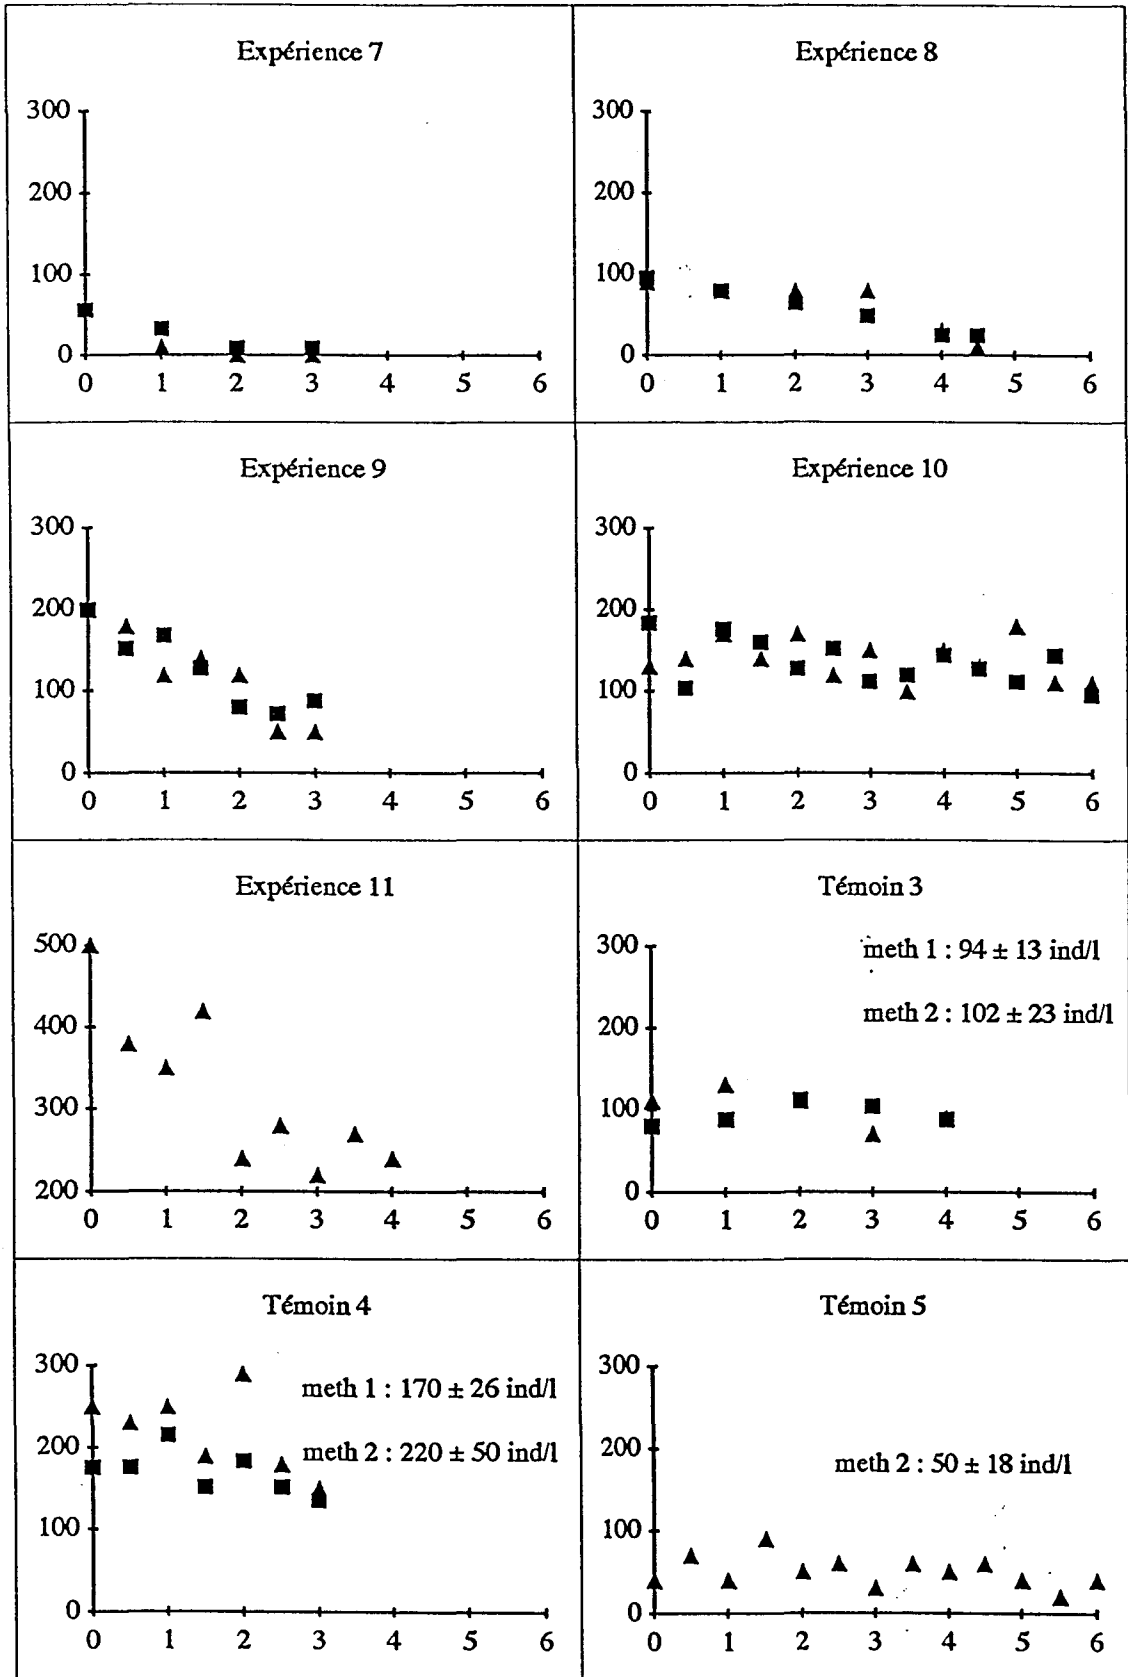 Expérience 7
300
200
100
0
0 1 2 3 4 5 6
Expérience 8
300
200
100
0
0 1 2 3 4 5 6
Expérience 9
300
200
100
0
0 1 2 3 4 5 6
Expérience 10
300
200
100
0
0 1 2 3 4 5 6
Expérience 11
500
400
300
200
0 1 2 3 4 5 6
Témoin 3
300
meth 1 : 94 ± 13 ind/l
meth 2 : 102 ± 23 ind/l
200
100
0
0 1 2 3 4 5 6
Témoin 4
300
meth 1 : 170 ± 26 ind/l
200
meth 2 : 220 ± 50 ind/l
100
0
0 1 2 3 4 5 6
Témoin 5
300
200
meth 2 : 50 ± 18 ind/l
100
0
0 1 2 3 4 5 6